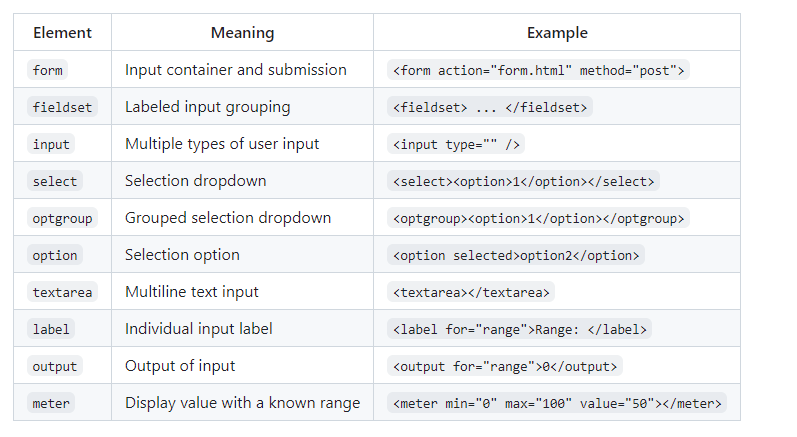 Element Meaning Example
form Input container and submission <form action="form.html" method="post">
fieldset Labeled input grouping <fieldset> ... </fieldset>
input Multiple types of user input <input type="" />
select Selection dropdown <select><option>1</option></select>
optgroup Grouped selection dropdown <optgroup><option>1</option></optgroup>
option Selection option <option selected>option2</option>
textarea Multiline text input <textarea></textarea>
label Individual input label <label for="range">Range: </label>
output Output of input <output for="range">0</output>
meter Display value with a known range <meter min="0" max="100" value="50"></meter>